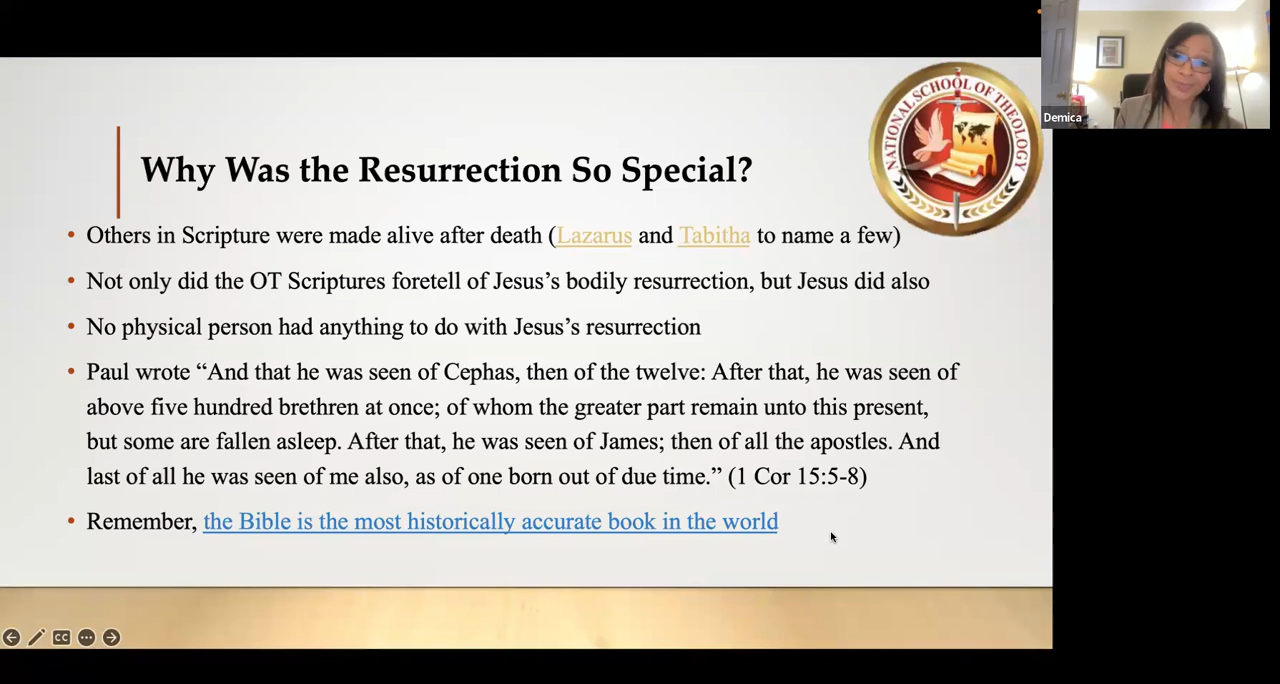 Demica
NATIONAL SCHOOL OF THEOLOGY
Why Was the Resurrection So Special?
• Others in Scripture were made alive after death (Lazarus and Tabitha to name a few)
• Not only did the OT Scriptures foretell of Jesus’s bodily resurrection, but Jesus did also
• No physical person had anything to do with Jesus’s resurrection
• Paul wrote “And that he was seen of Cephas, then of the twelve: After that, he was seen of
above five hundred brethren at once; of whom the greater part remain unto this present,
but some are fallen asleep. After that, he was seen of James; then of all the apostles. And
last of all he was seen of me also, as of one born out of due time.” (1 Cor 15:5-8)
• Remember, the Bible is the most historically accurate book in the world
CC